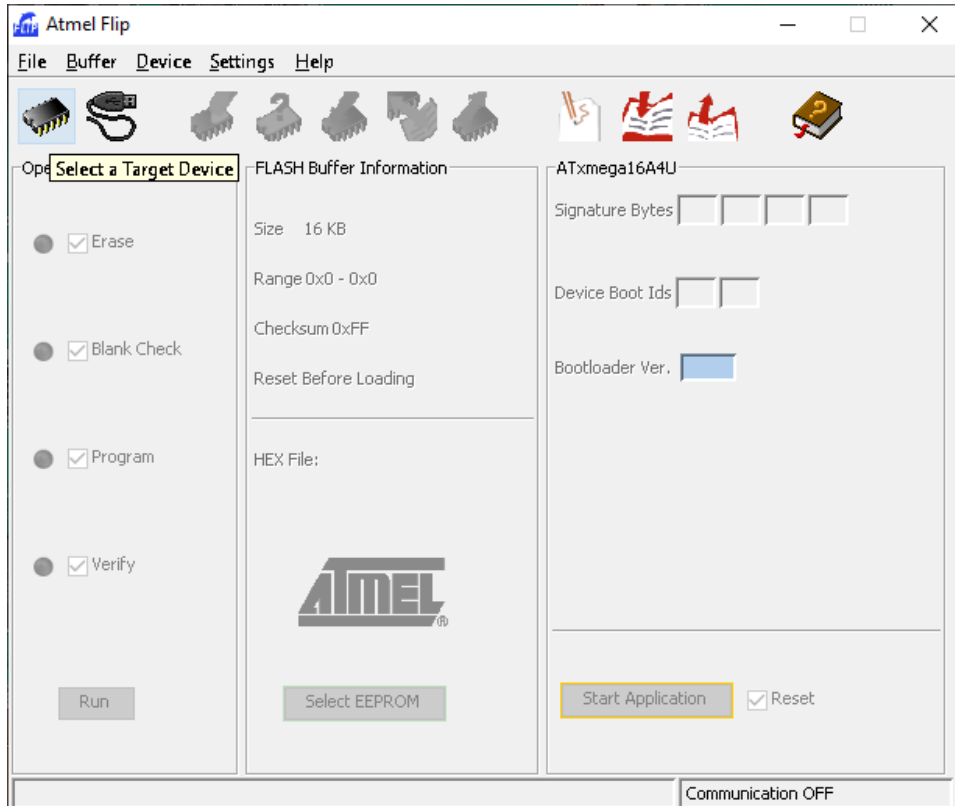 Atmel Flip
File Buffer Device Settings Help
Select a Target Device
Ope
Erase
Blank Check
Program
Verify
Run
FLASH Buffer Information
Size 16 KB
Range 0x0 - 0x0
Checksum 0xFF
Reset Before Loading
HEX File:
ATMEL®
Select EEPROM
ATxmega16A4U
Signature Bytes
Device Boot Ids
Bootloader Ver.
Start Application
Reset
Communication OFF